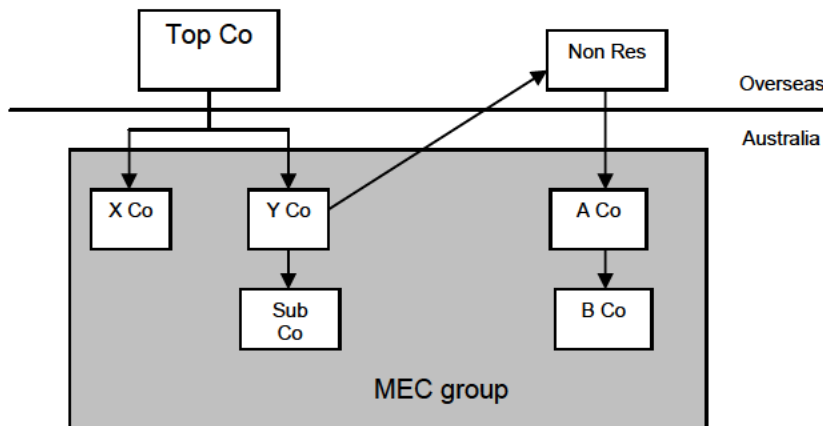 Top Co
Non Res
Overseas
Australia
X Co
Y Co
A Co
Sub
Co
B Co
MEC group